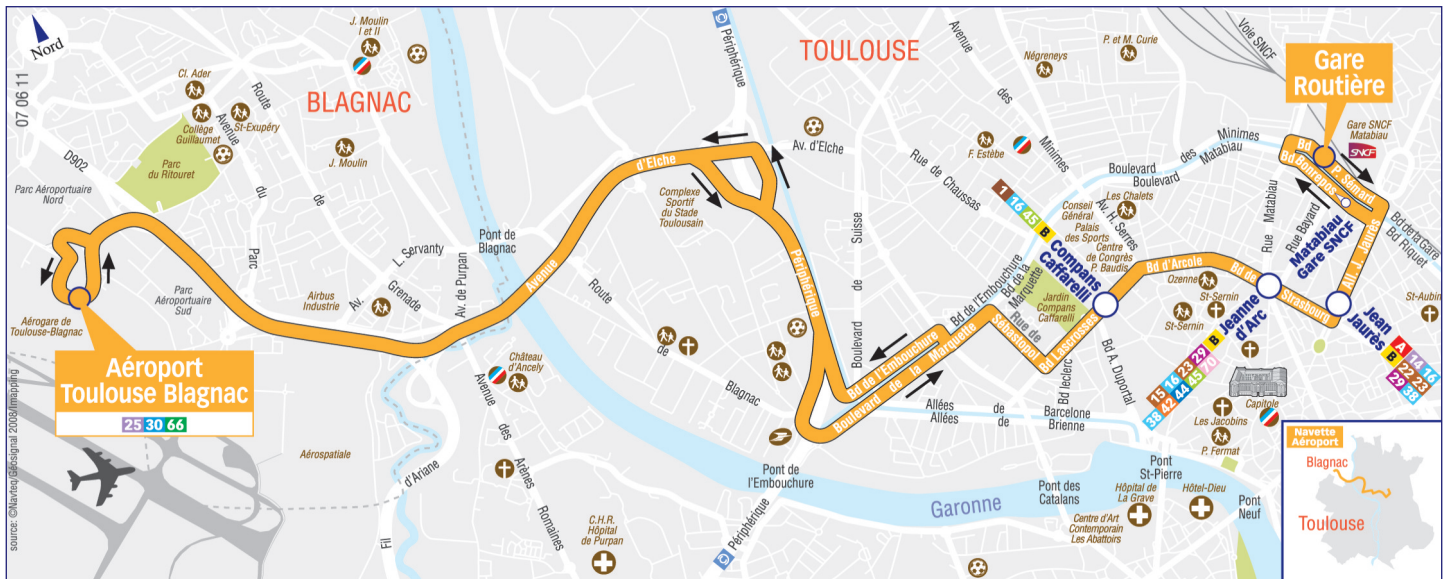 Nord
07 06 11
source: ©Navteq/Géosignal 2008/Imapping
BLAGNAC
TOULOUSE
J. Moulin
I et II
Cl. Ader
Collège
Guillaumet
St-Exupéry
Route
de
Avenue
du
Parc
J. Moulin
Parc
du Ritouret
D902
Parc Aéroportuaire
Nord
Parc
Aéroportuaire
Sud
Aérogare de
Toulouse-Blagnac
Aéroport
Toulouse Blagnac
25 30 66
Airbus
Industrie
L. Servanty
Av.
Grenade
Av. de Purpan
Pont de
Blagnac
Aérospatiale
Fil
d'Ariane
Château
d'Ancely
Avenue
des
Arènes
Romaines
C.H.R.
Hôpital
de Purpan
Avenue
d'Elche
Complexe
Sportif
du Stade
Toulousain
Route
de
Blagnac
Périphérique
Périphérique
Av. d'Elche
Boulevard
de
Suisse
Pont de
l'Embouchure
Périphérique
Bd de l'Embouchure
Boulevard de la Marquette
Bd de l'Embouchure
Bd de la
Marquette
Sébastopol
Rue de
Bd Lascrosses
Bd leclerc
Rue de Chaussas
Avenue
des
Minimes
Négreneys
P. et M. Curie
F. Estèbe
Voie SNCF
Minimes
des
Matabiau
Boulevard
Boulevard
Les Chalets
Av. H. Serres
Conseil
Général
Palais
des Sports
Centre
de Congrès
P. Baudis
1 16 45 B
Compans
Caffarelli
Jardin
Compans
Caffarelli
Bd d'Arcole
Bd de
Strasbourg
Ozenne
St-Sernin
St-Sernin
Bd A. Duportal
Allées
Allées
de
de
Barcelone
Brienne
Jeanne
d'Arc
15 16 23 29 B
38 42 44 45 70
Rue Matabiau
Rue Bayard
Gare
Routière
Gare SNCF
Matabiau
SNCF
Bd P. Sémard
Bd Bonrepos
Matabiau
Gare SNCF
All. J. Jaurès
Bd de la Gare
Bd Riquet
St-Aubin
Jean
Jaurès
A 14 16
B 22 23
29 38
Capitole
Les Jacobins
P. Fermat
Pont
St-Pierre
Pont des
Catalans
Hôpital de
La Grave
Hôtel-Dieu
Pont
Neuf
Centre d'Art
Contemporain
Les Abattoirs
Garonne
Navette
Aéroport
Blagnac
Toulouse